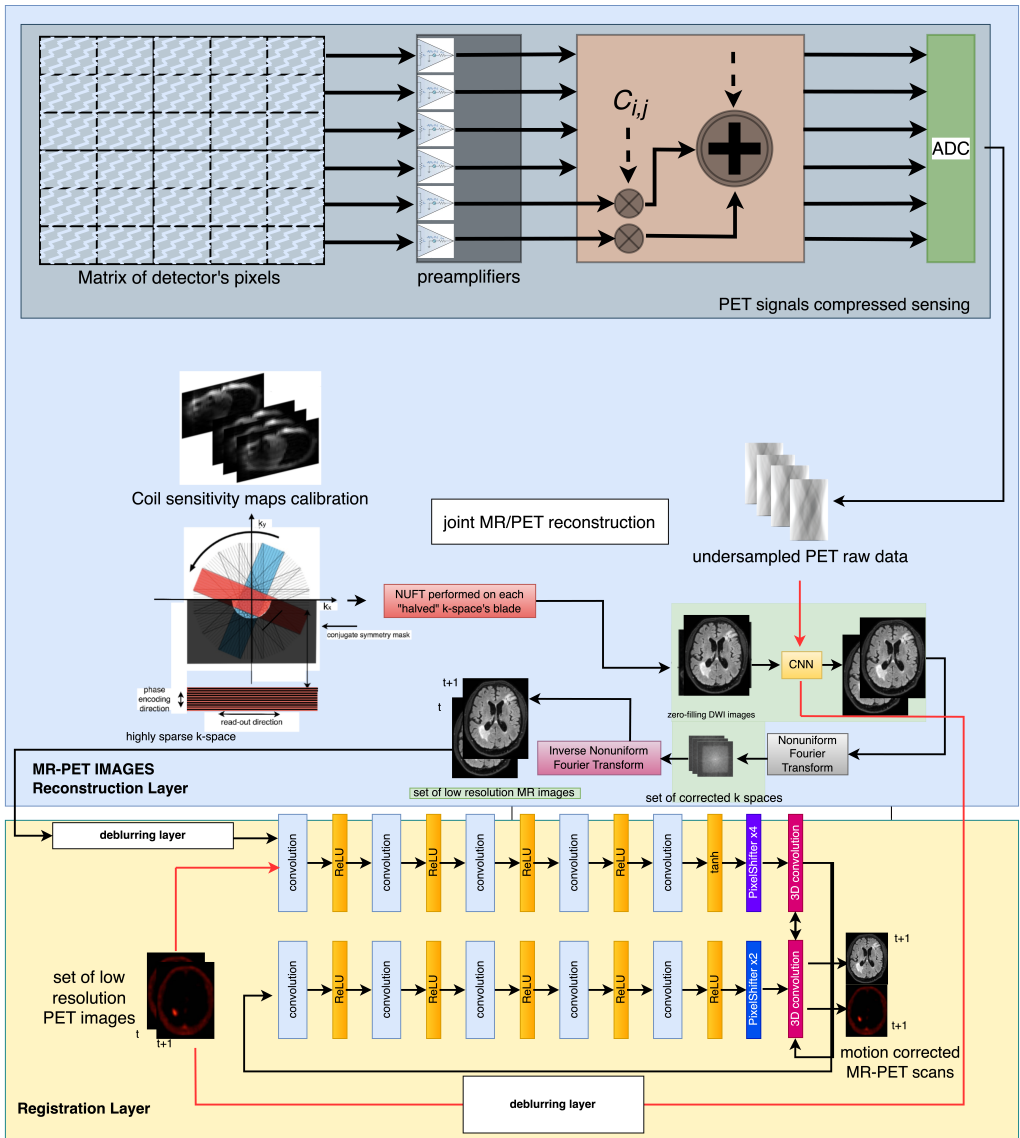 C i,j
ADC
Matrix of detector's pixels
preamplifiers
PET signals compressed sensing
Coil sensitivity maps calibration
joint MR/PET reconstruction
undersampled PET raw data
ky
kx
NUFT performed on each
"halved" k-space's blade
conjugate symmetry mask
CNN
phase
encoding
direction
read-out direction
highly sparse k-space
t+1
t
zero-filling DWI images
Inverse Nonuniform
Fourier Transform
Nonuniform
Fourier
Transform
set of low resolution MR images
set of corrected k spaces
MR-PET IMAGES
Reconstruction Layer
deblurring layer
convolution
ReLU
convolution
ReLU
convolution
ReLU
convolution
ReLU
convolution
tanh
PixelShifter x4
3D convolution
convolution
ReLU
convolution
ReLU
convolution
ReLU
convolution
ReLU
convolution
ReLU
PixelShifter x2
3D convolution
t+1
t+1
set of low
resolution
PET images
t
t+1
motion corrected
MR-PET scans
deblurring layer
Registration Layer